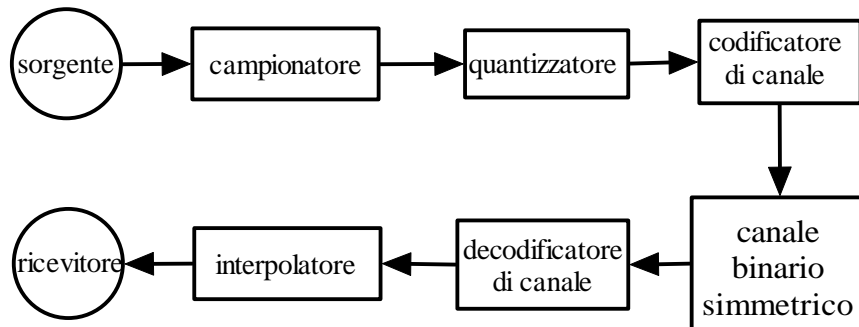 sorgente
campionatore
quantizzatore
codificatore
di canale
ricevitore
interpolatore
decodificatore
di canale
canale
binario
simmetrico